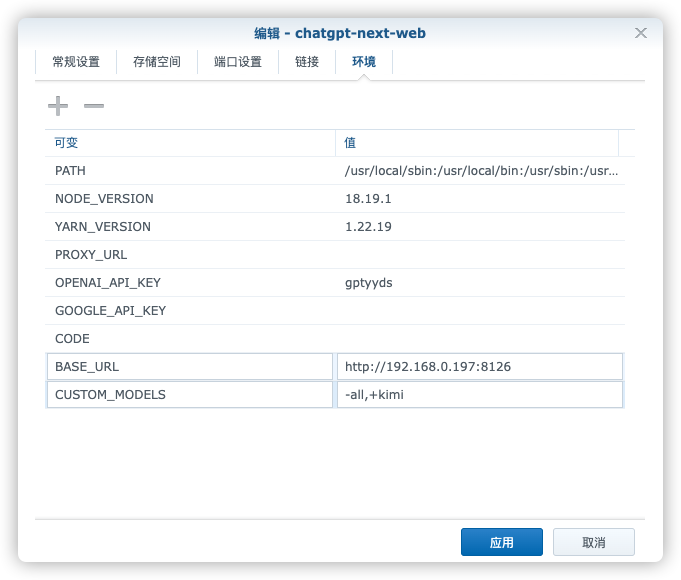 编辑 - chatgpt-next-web
常规设置 存储空间 端口设置 链接 环境
可变 值
PATH /usr/local/sbin:/usr/local/bin:/usr/sbin:/usr...
NODE_VERSION 18.19.1
YARN_VERSION 1.22.19
PROXY_URL
OPENAI_API_KEY gptyyds
GOOGLE_API_KEY
CODE
BASE_URL http://192.168.0.197:8126
CUSTOM_MODELS -all,+kimi
应用 取消